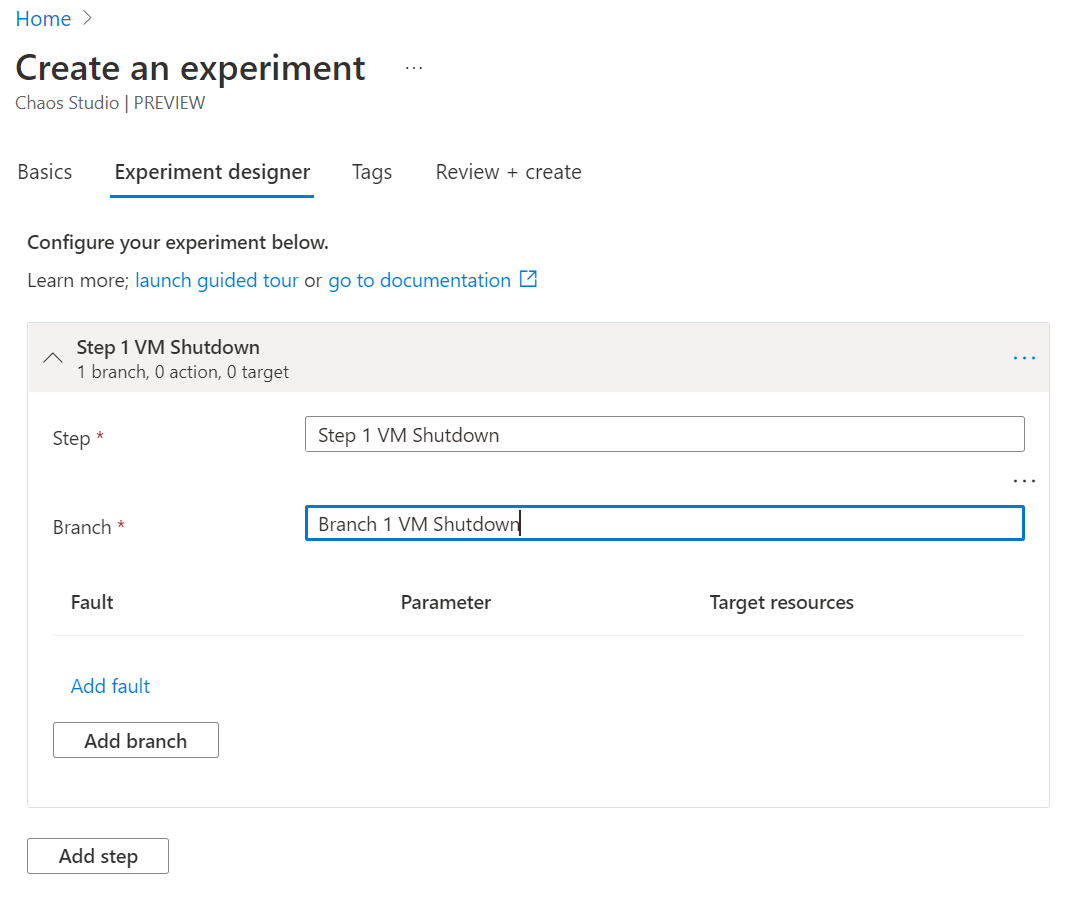 Home
Create an experiment ...
Chaos Studio | PREVIEW
Basics Experiment designer Tags Review + create
Configure your experiment below.
Learn more; launch guided tour or go to documentation
Step 1 VM Shutdown
1 branch, 0 action, 0 target
...
Step * Step 1 VM Shutdown
...
Branch * Branch 1 VM Shutdown
Fault Parameter Target resources
Add fault
Add branch
Add step